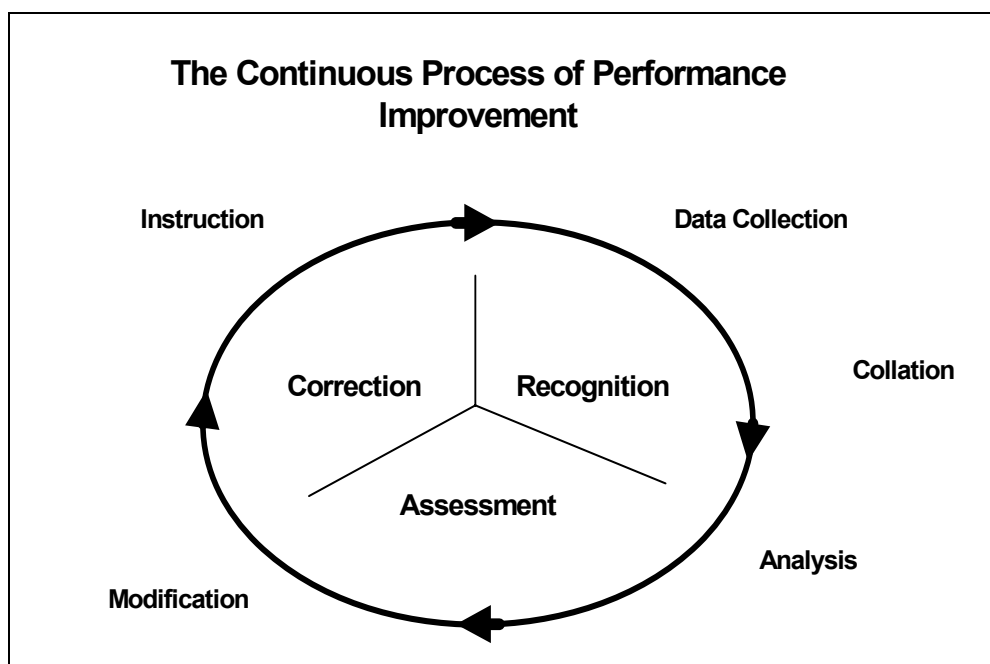 The Continuous Process of Performance
Improvement
Instruction
Data Collection
Collation
Correction
Recognition
Assessment
Analysis
Modification